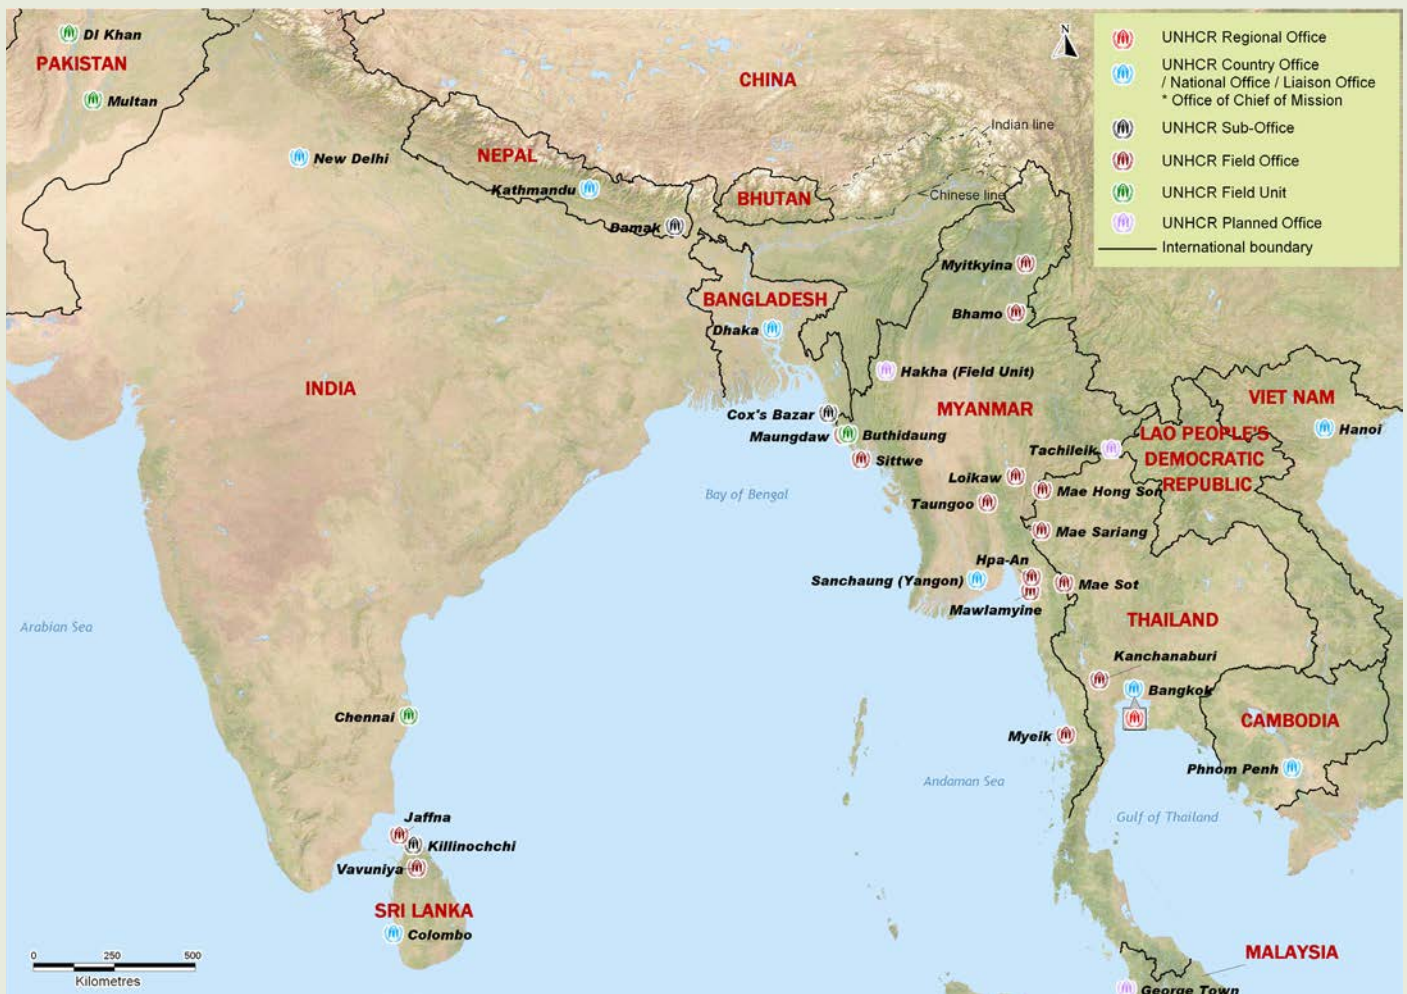 DI Khan
PAKISTAN
Multan
CHINA
N
UNHCR Regional Office
UNHCR Country Office
/ National Office / Liaison Office
* Office of Chief of Mission
UNHCR Sub-Office
UNHCR Field Office
UNHCR Field Unit
UNHCR Planned Office
International boundary
Indian line
New Delhi
NEPAL
Kathmandu
BHUTAN
Chinese line
Damak
Myitkyina
BANGLADESH
Bhamo
Dhaka
INDIA
Hakha (Field Unit)
VIET NAM
Cox's Bazar
MYANMAR
Hanoi
Maungdaw
Buthidaung
LAO PEOPLE'S
DEMOCRATIC
REPUBLIC
Tachileik
Sittwe
Loikaw
Mae Hong Son
Bay of Bengal
Taungoo
Mae Sariang
Hpa-An
Sanchaung (Yangon)
Mae Sot
Mawlamyine
Arabian Sea
THAILAND
Kanchanaburi
Bangkok
Chennai
CAMBODIA
Myeik
Phnom Penh
Andaman Sea
Gulf of Thailand
Jaffna
Killinochchi
Vavuniya
SRI LANKA
Colombo
MALAYSIA
0 250 500
Kilometres
George Town